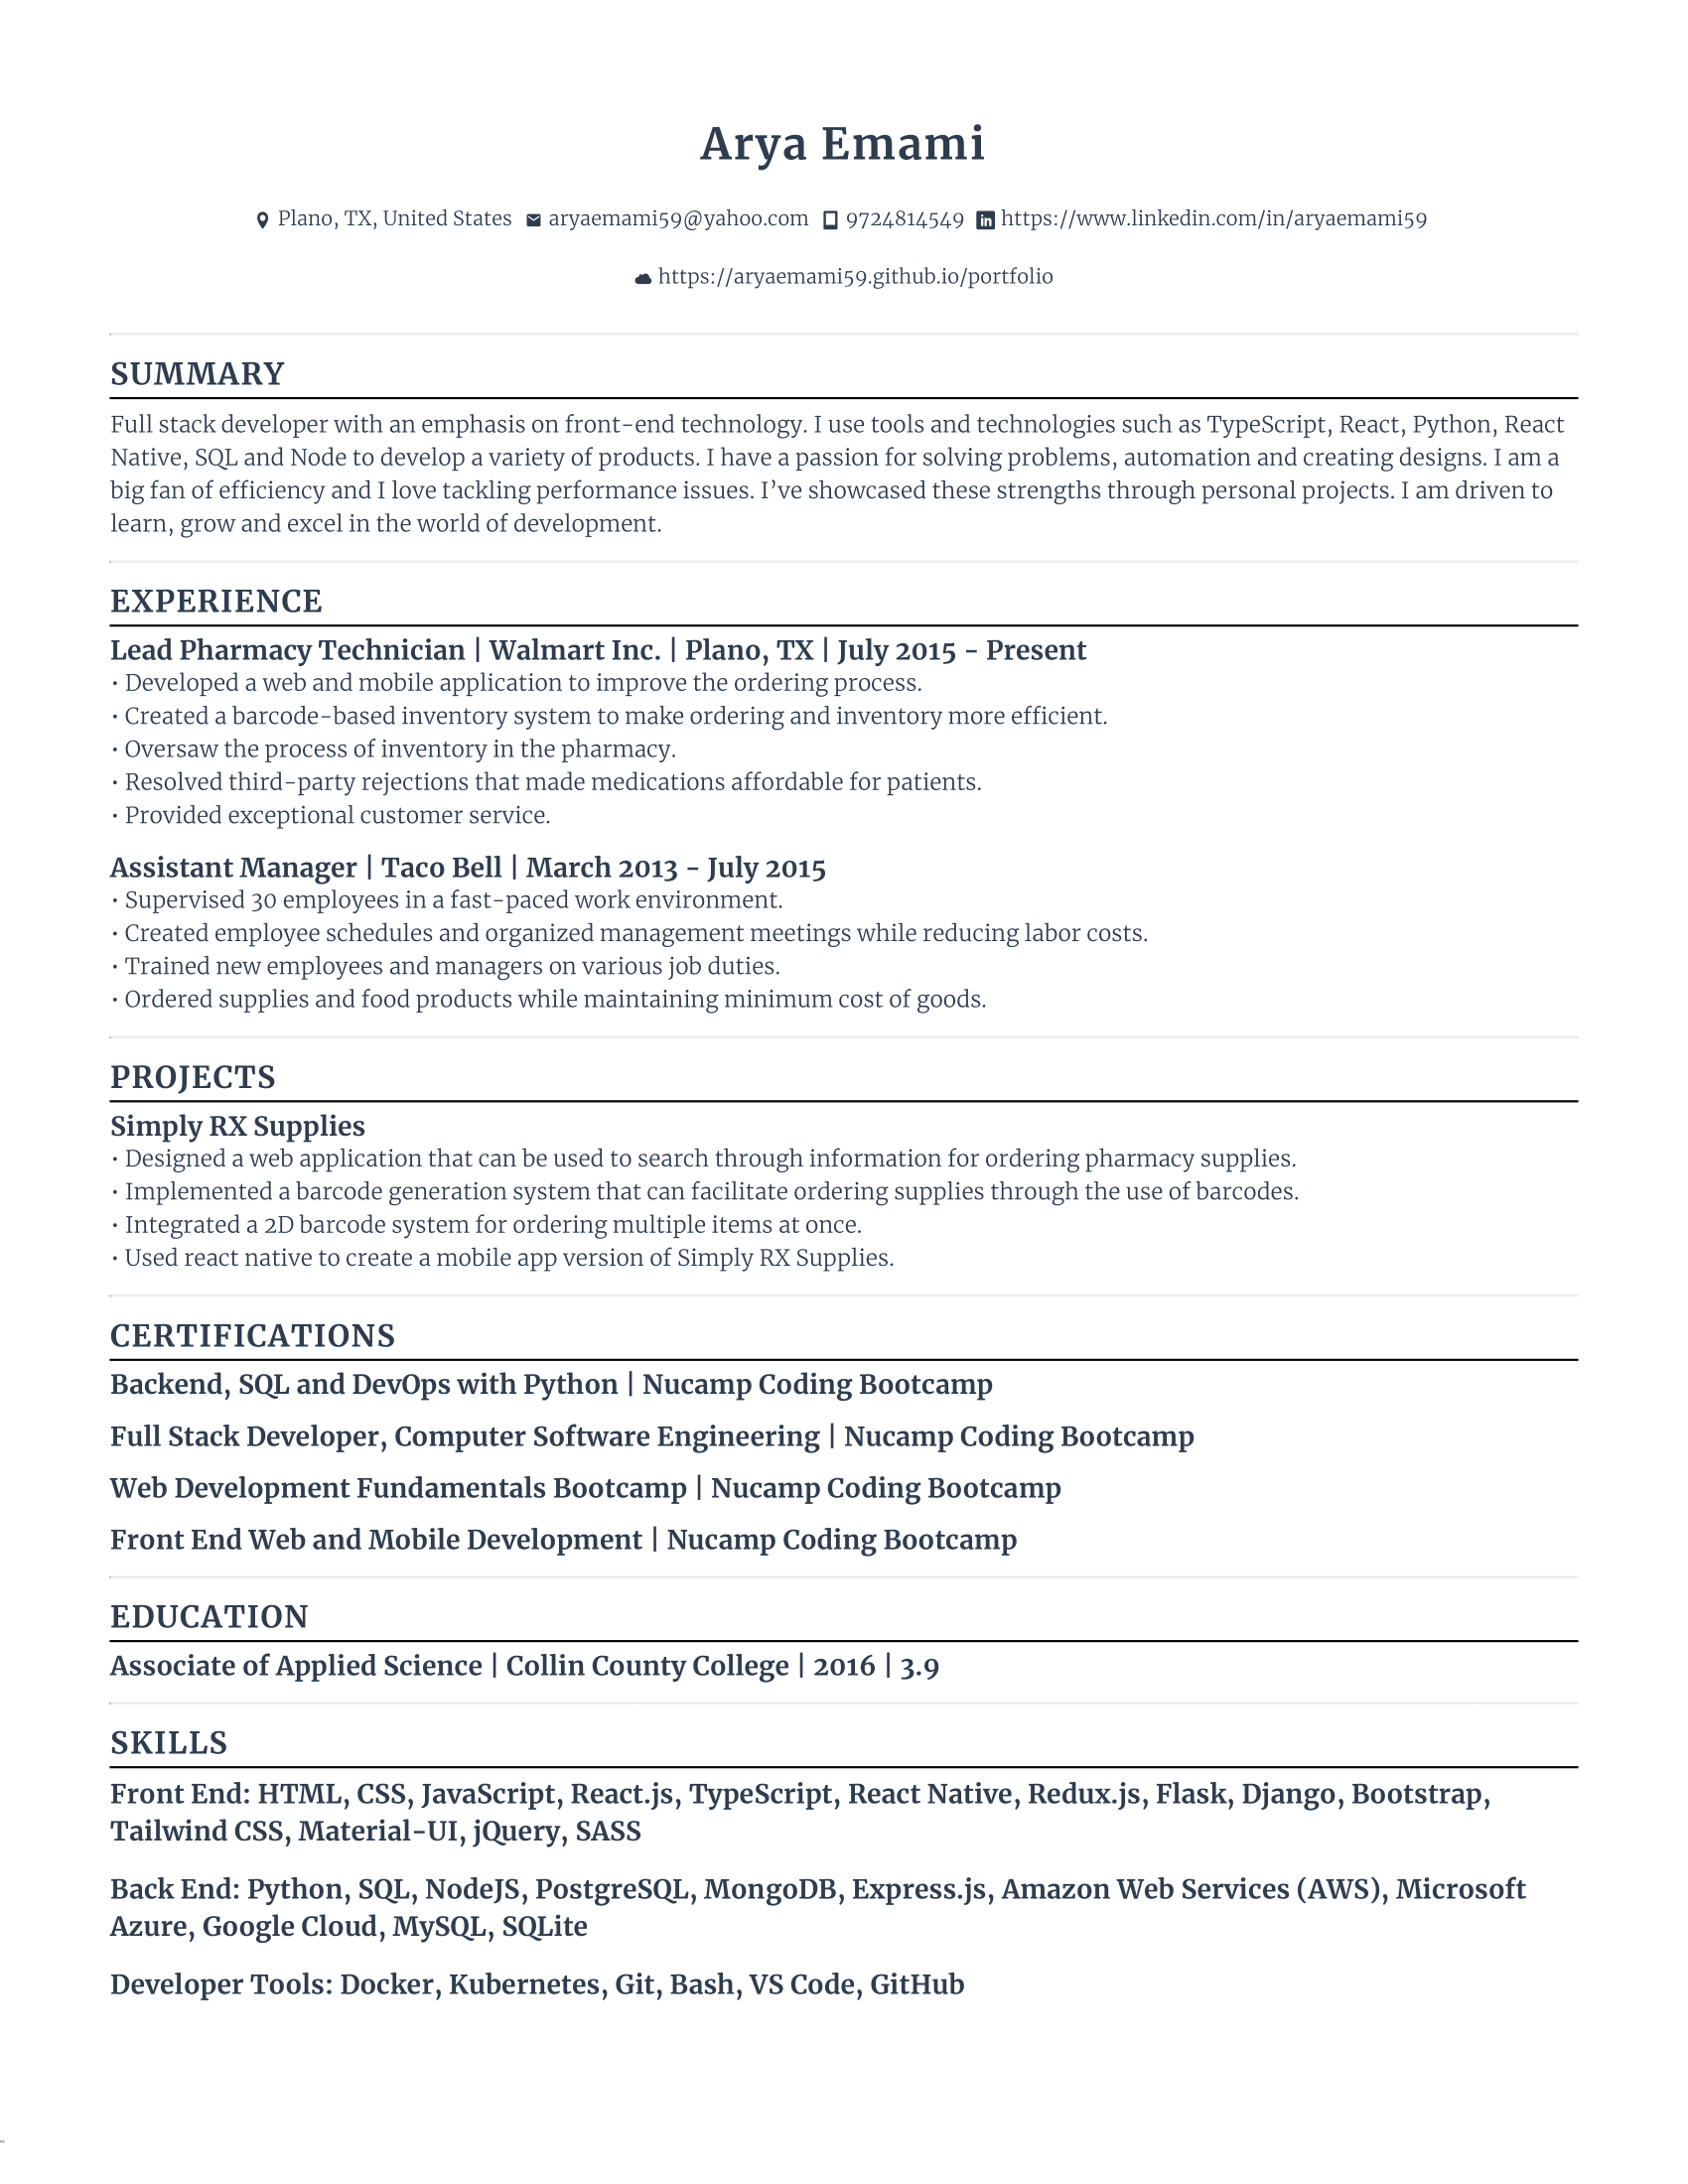 Arya Emami
Plano, TX, United States aryaemami59@yahoo.com 9724814549 https://www.linkedin.com/in/aryaemami59
https://aryaemami59.github.io/portfolio
SUMMARY
Full stack developer with an emphasis on front-end technology. I use tools and technologies such as TypeScript, React, Python, React
Native, SQL and Node to develop a variety of products. I have a passion for solving problems, automation and creating designs. I am a
big fan of efficiency and I love tackling performance issues. I’ve showcased these strengths through personal projects. I am driven to
learn, grow and excel in the world of development.
EXPERIENCE
Lead Pharmacy Technician | Walmart Inc. | Plano, TX | July 2015 - Present
• Developed a web and mobile application to improve the ordering process.
• Created a barcode-based inventory system to make ordering and inventory more efficient.
• Oversaw the process of inventory in the pharmacy.
• Resolved third-party rejections that made medications affordable for patients.
• Provided exceptional customer service.
Assistant Manager | Taco Bell | March 2013 - July 2015
• Supervised 30 employees in a fast-paced work environment.
• Created employee schedules and organized management meetings while reducing labor costs.
• Trained new employees and managers on various job duties.
• Ordered supplies and food products while maintaining minimum cost of goods.
PROJECTS
Simply RX Supplies
• Designed a web application that can be used to search through information for ordering pharmacy supplies.
• Implemented a barcode generation system that can facilitate ordering supplies through the use of barcodes.
• Integrated a 2D barcode system for ordering multiple items at once.
• Used react native to create a mobile app version of Simply RX Supplies.
CERTIFICATIONS
Backend, SQL and DevOps with Python | Nucamp Coding Bootcamp
Full Stack Developer, Computer Software Engineering | Nucamp Coding Bootcamp
Web Development Fundamentals Bootcamp | Nucamp Coding Bootcamp
Front End Web and Mobile Development | Nucamp Coding Bootcamp
EDUCATION
Associate of Applied Science | Collin County College | 2016 | 3.9
SKILLS
Front End: HTML, CSS, JavaScript, React.js, TypeScript, React Native, Redux.js, Flask, Django, Bootstrap,
Tailwind CSS, Material-UI, jQuery, SASS
Back End: Python, SQL, NodeJS, PostgreSQL, MongoDB, Express.js, Amazon Web Services (AWS), Microsoft
Azure, Google Cloud, MySQL, SQLite
Developer Tools: Docker, Kubernetes, Git, Bash, VS Code, GitHub